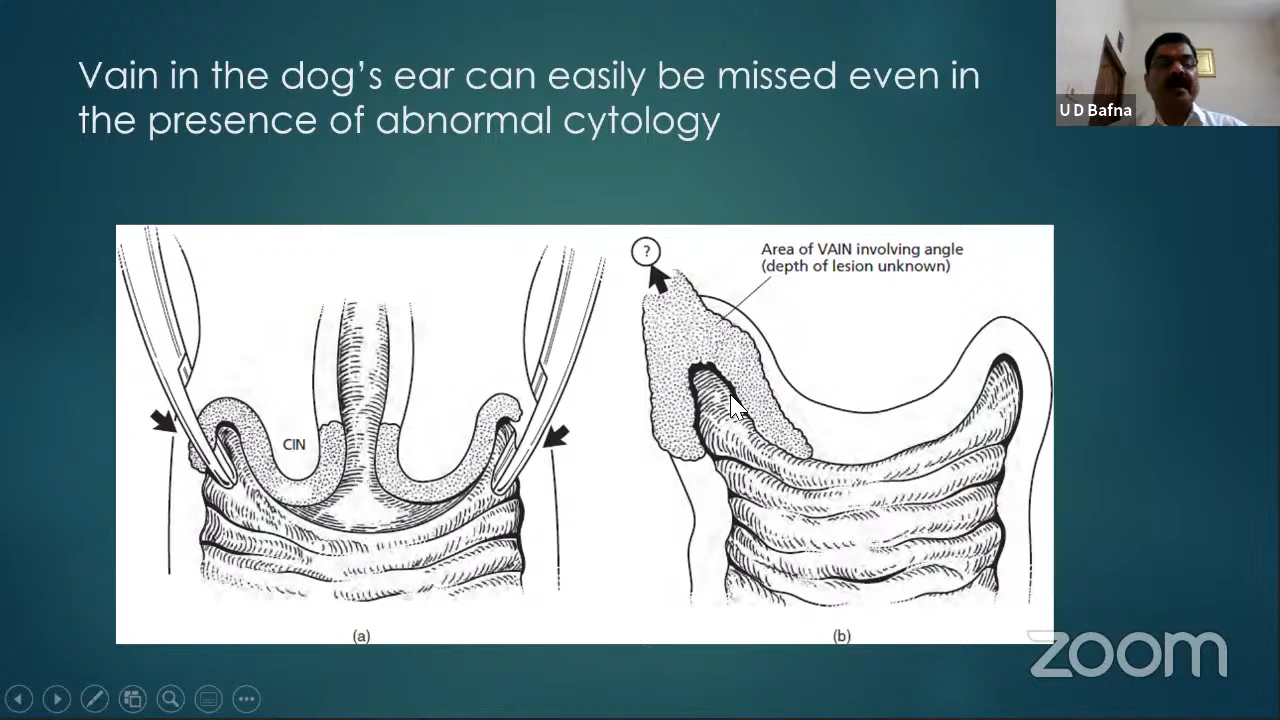 Vain in the dog’s ear can easily be missed even in
the presence of abnormal cytology
U D Bafna
?
Area of VAIN involving angle
(depth of lesion unknown)
CIN
(a)
(b)
zoom